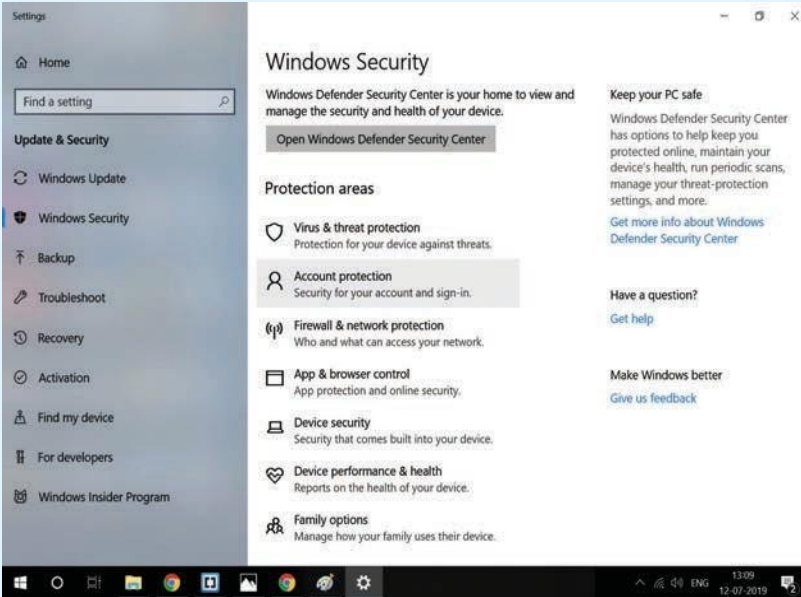 Settings
Home
Find a setting
Update & Security
Windows Update
Windows Security
Backup
Troubleshoot
Recovery
Activation
Find my device
For developers
Windows Insider Program
Windows Security
Windows Defender Security Center is your home to view and
manage the security and health of your device.
Open Windows Defender Security Center
Protection areas
Virus & threat protection
Protection for your device against threats.
Account protection
Security for your account and sign-in.
Firewall & network protection
Who and what can access your network.
App & browser control
App protection and online security.
Device security
Security that comes built into your device.
Device performance & health
Reports on the health of your device.
Family options
Manage how your family uses their device.
Keep your PC safe
Windows Defender Security Center
has options to help keep you
protected online, maintain your
device's health, run periodic scans,
manage your threat-protection
settings, and more.
Get more info about Windows
Defender Security Center
Have a question?
Get help
Make Windows better
Give us feedback
ENG
13:09
12-07-2019
2